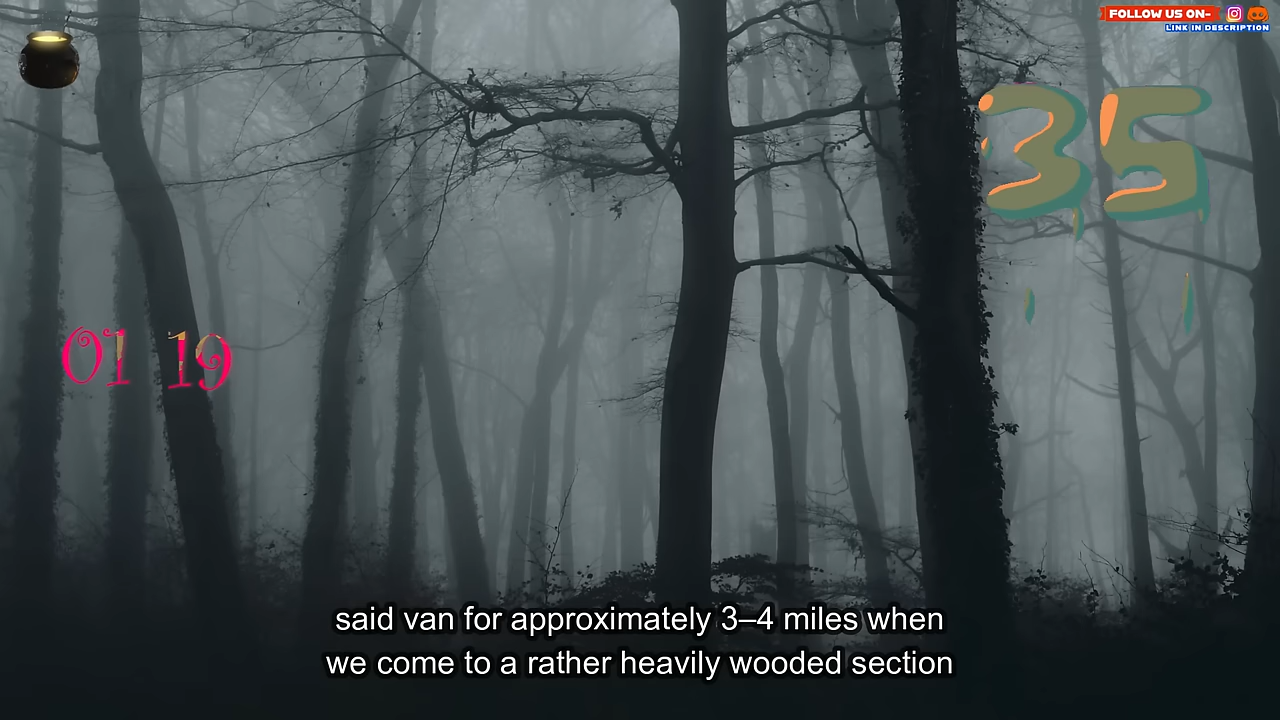 FOLLOW US ON-
LINK IN DESCRIPTION
35
01 19
said van for approximately 3–4 miles when
we come to a rather heavily wooded section